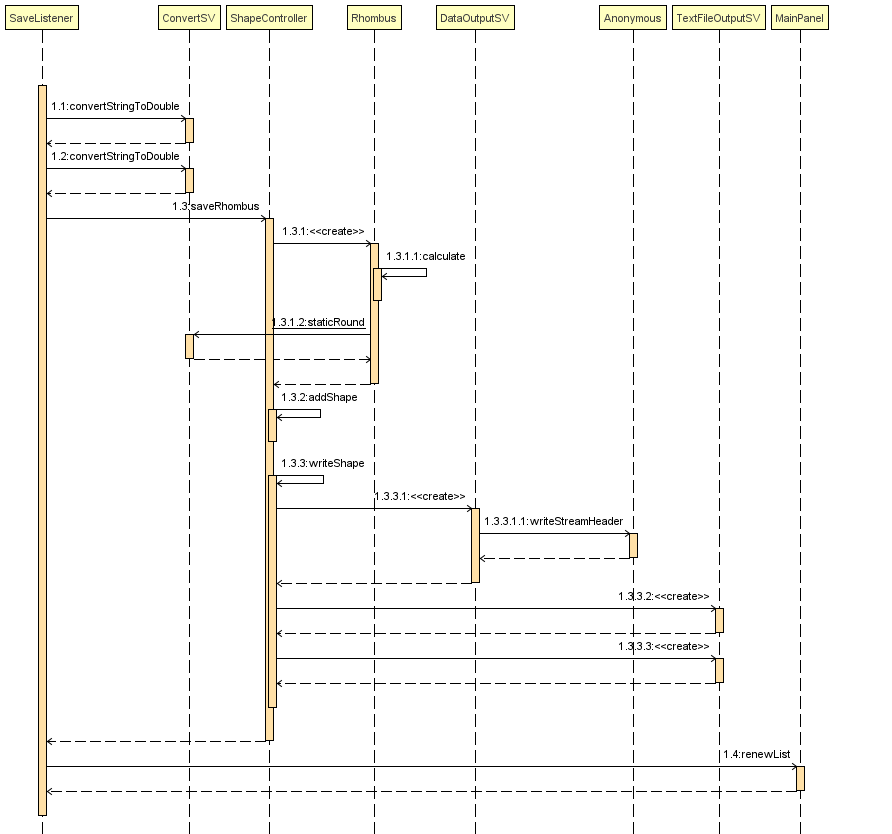 SaveListener
ConvertSV
ShapeController
Rhombus
DataOutputSV
Anonymous
TextFileOutputSV
MainPanel
1.1:convertStringToDouble
1.2:convertStringToDouble
1.3:saveRhombus
1.3.1:<<create>>
1.3.1.1:calculate
1.3.1.2:staticRound
1.3.2:addShape
1.3.3:writeShape
1.3.3.1:<<create>>
1.3.3.1.1:writeStreamHeader
1.3.3.2:<<create>>
1.3.3.3:<<create>>
1.4:renewList